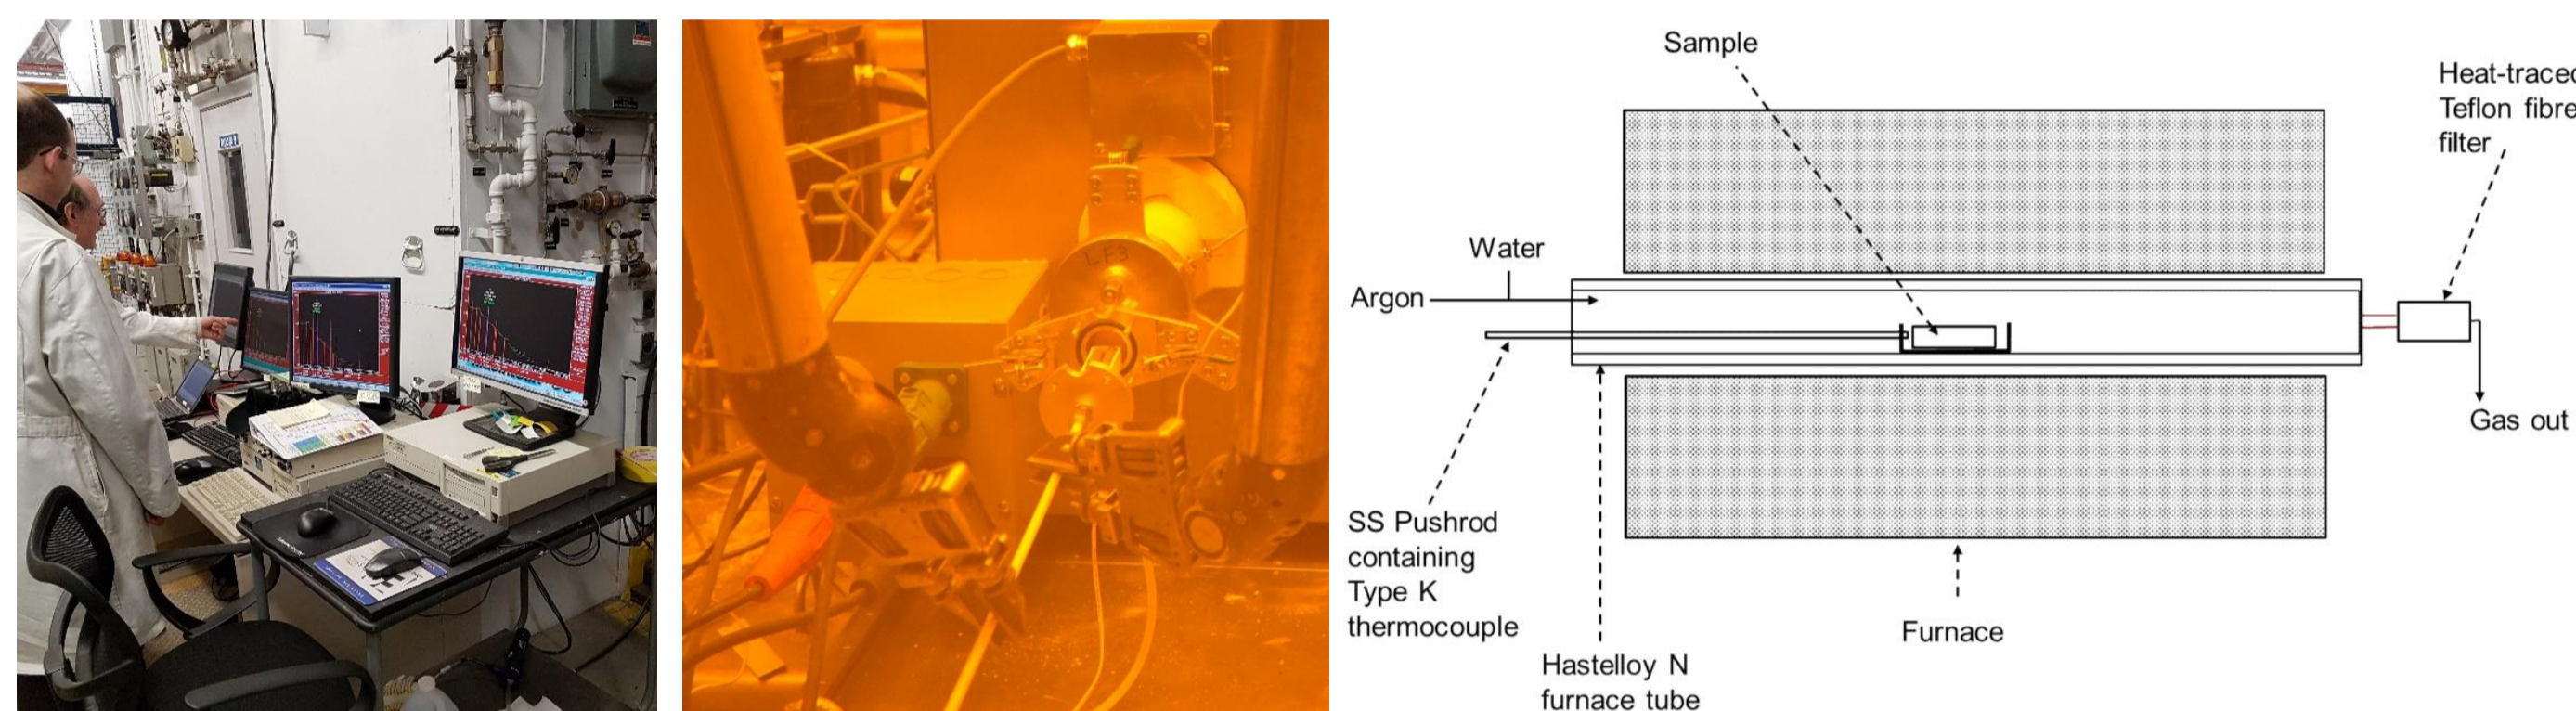 LF3
Sample
Heat-traced
Teflon fibre
filter
Water
Argon
Gas out
SS Pushrod
containing
Type K
thermocouple
Furnace
Hastelloy N
furnace tube